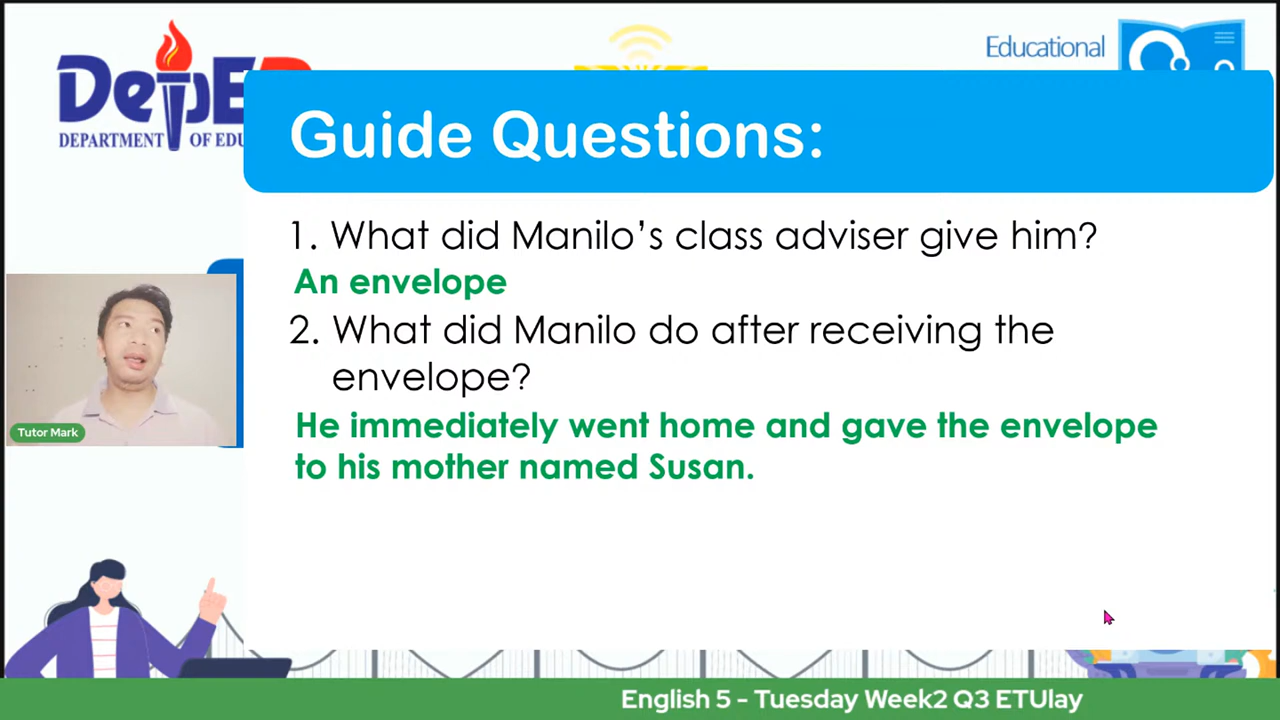 DepED
DEPARTMENT OF EDU
Educational
Guide Questions:
1. What did Manilo’s class adviser give him?
An envelope
2. What did Manilo do after receiving the
envelope?
He immediately went home and gave the envelope
to his mother named Susan.
Tutor Mark
English 5 - Tuesday Week2 Q3 ETUlay